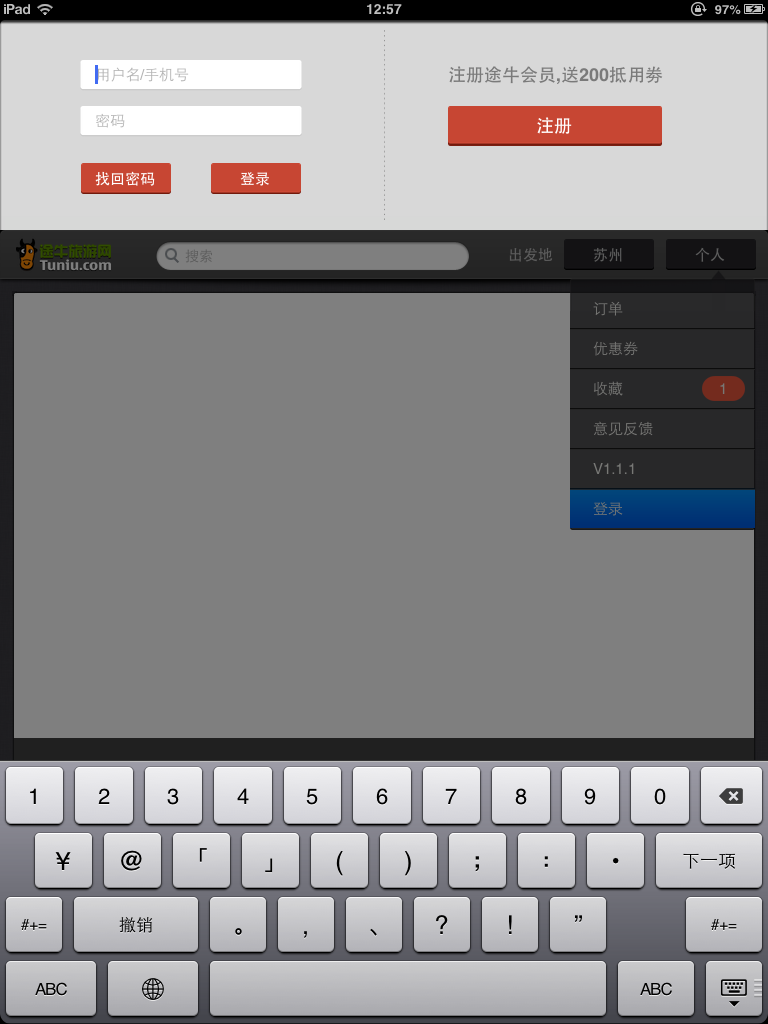 iPad 12:57 97%
用户名/手机号
密码
找回密码 登录
注册途牛会员,送200抵用券
注册
途牛旅游网
Tuniu.com
搜索
出发地 苏州 个人
订单
优惠券
收藏 1
意见反馈
V1.1.1
登录
1 2 3 4 5 6 7 8 9 0
¥ @ 「 」 ( ) ; : · 下一项
#+= 撤销 。 , 、 ? ! ” #+=
ABC ABC